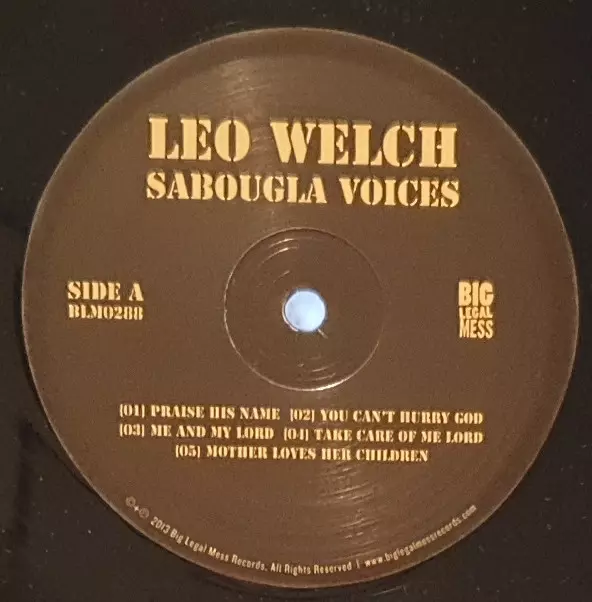 LEO WELCH
SABOUGLA VOICES
SIDE A
BLM0288
BIG
LEGAL
MESS
[01] PRAISE HIS NAME [02] YOU CAN'T HURRY GOD
[03] ME AND MY LORD [04] TAKE CARE OF ME LORD
[05] MOTHER LOVES HER CHILDREN
©+℗ 2013 Big Legal Mess Records, All Rights Reserved | www.biglegalmessrecords.com